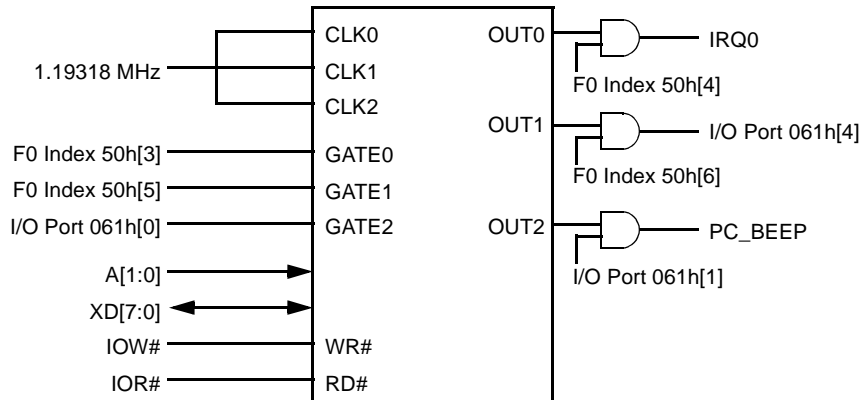 CLK0
OUT0
IRQ0
1.19318 MHz
CLK1
F0 Index 50h[4]
CLK2
OUT1
I/O Port 061h[4]
F0 Index 50h[3]
GATE0
F0 Index 50h[6]
F0 Index 50h[5]
GATE1
I/O Port 061h[0]
GATE2
OUT2
PC_BEEP
A[1:0]
I/O Port 061h[1]
XD[7:0]
IOW#
WR#
IOR#
RD#